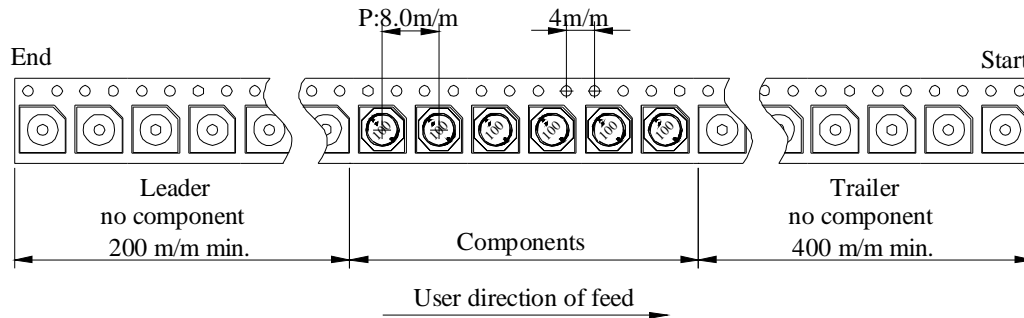 P:8.0m/m
4m/m
End
Start
100
100
100
100
100
100
Leader
no component
200 m/m min.
Components
Trailer
no component
400 m/m min.
User direction of feed